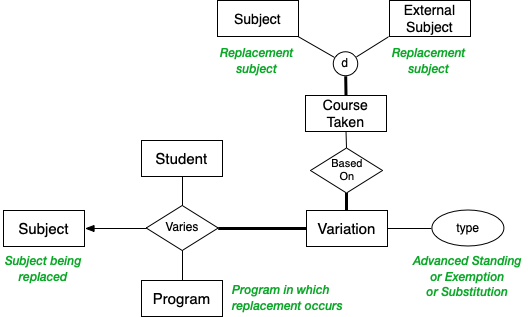 Subject
External
Subject
Replacement
subject
d
Replacement
subject
Course
Taken
Student
Based
On
Subject
Varies
Variation
type
Subject being
replaced
Advanced Standing
or Exemption
or Substitution
Program
Program in which
replacement occurs